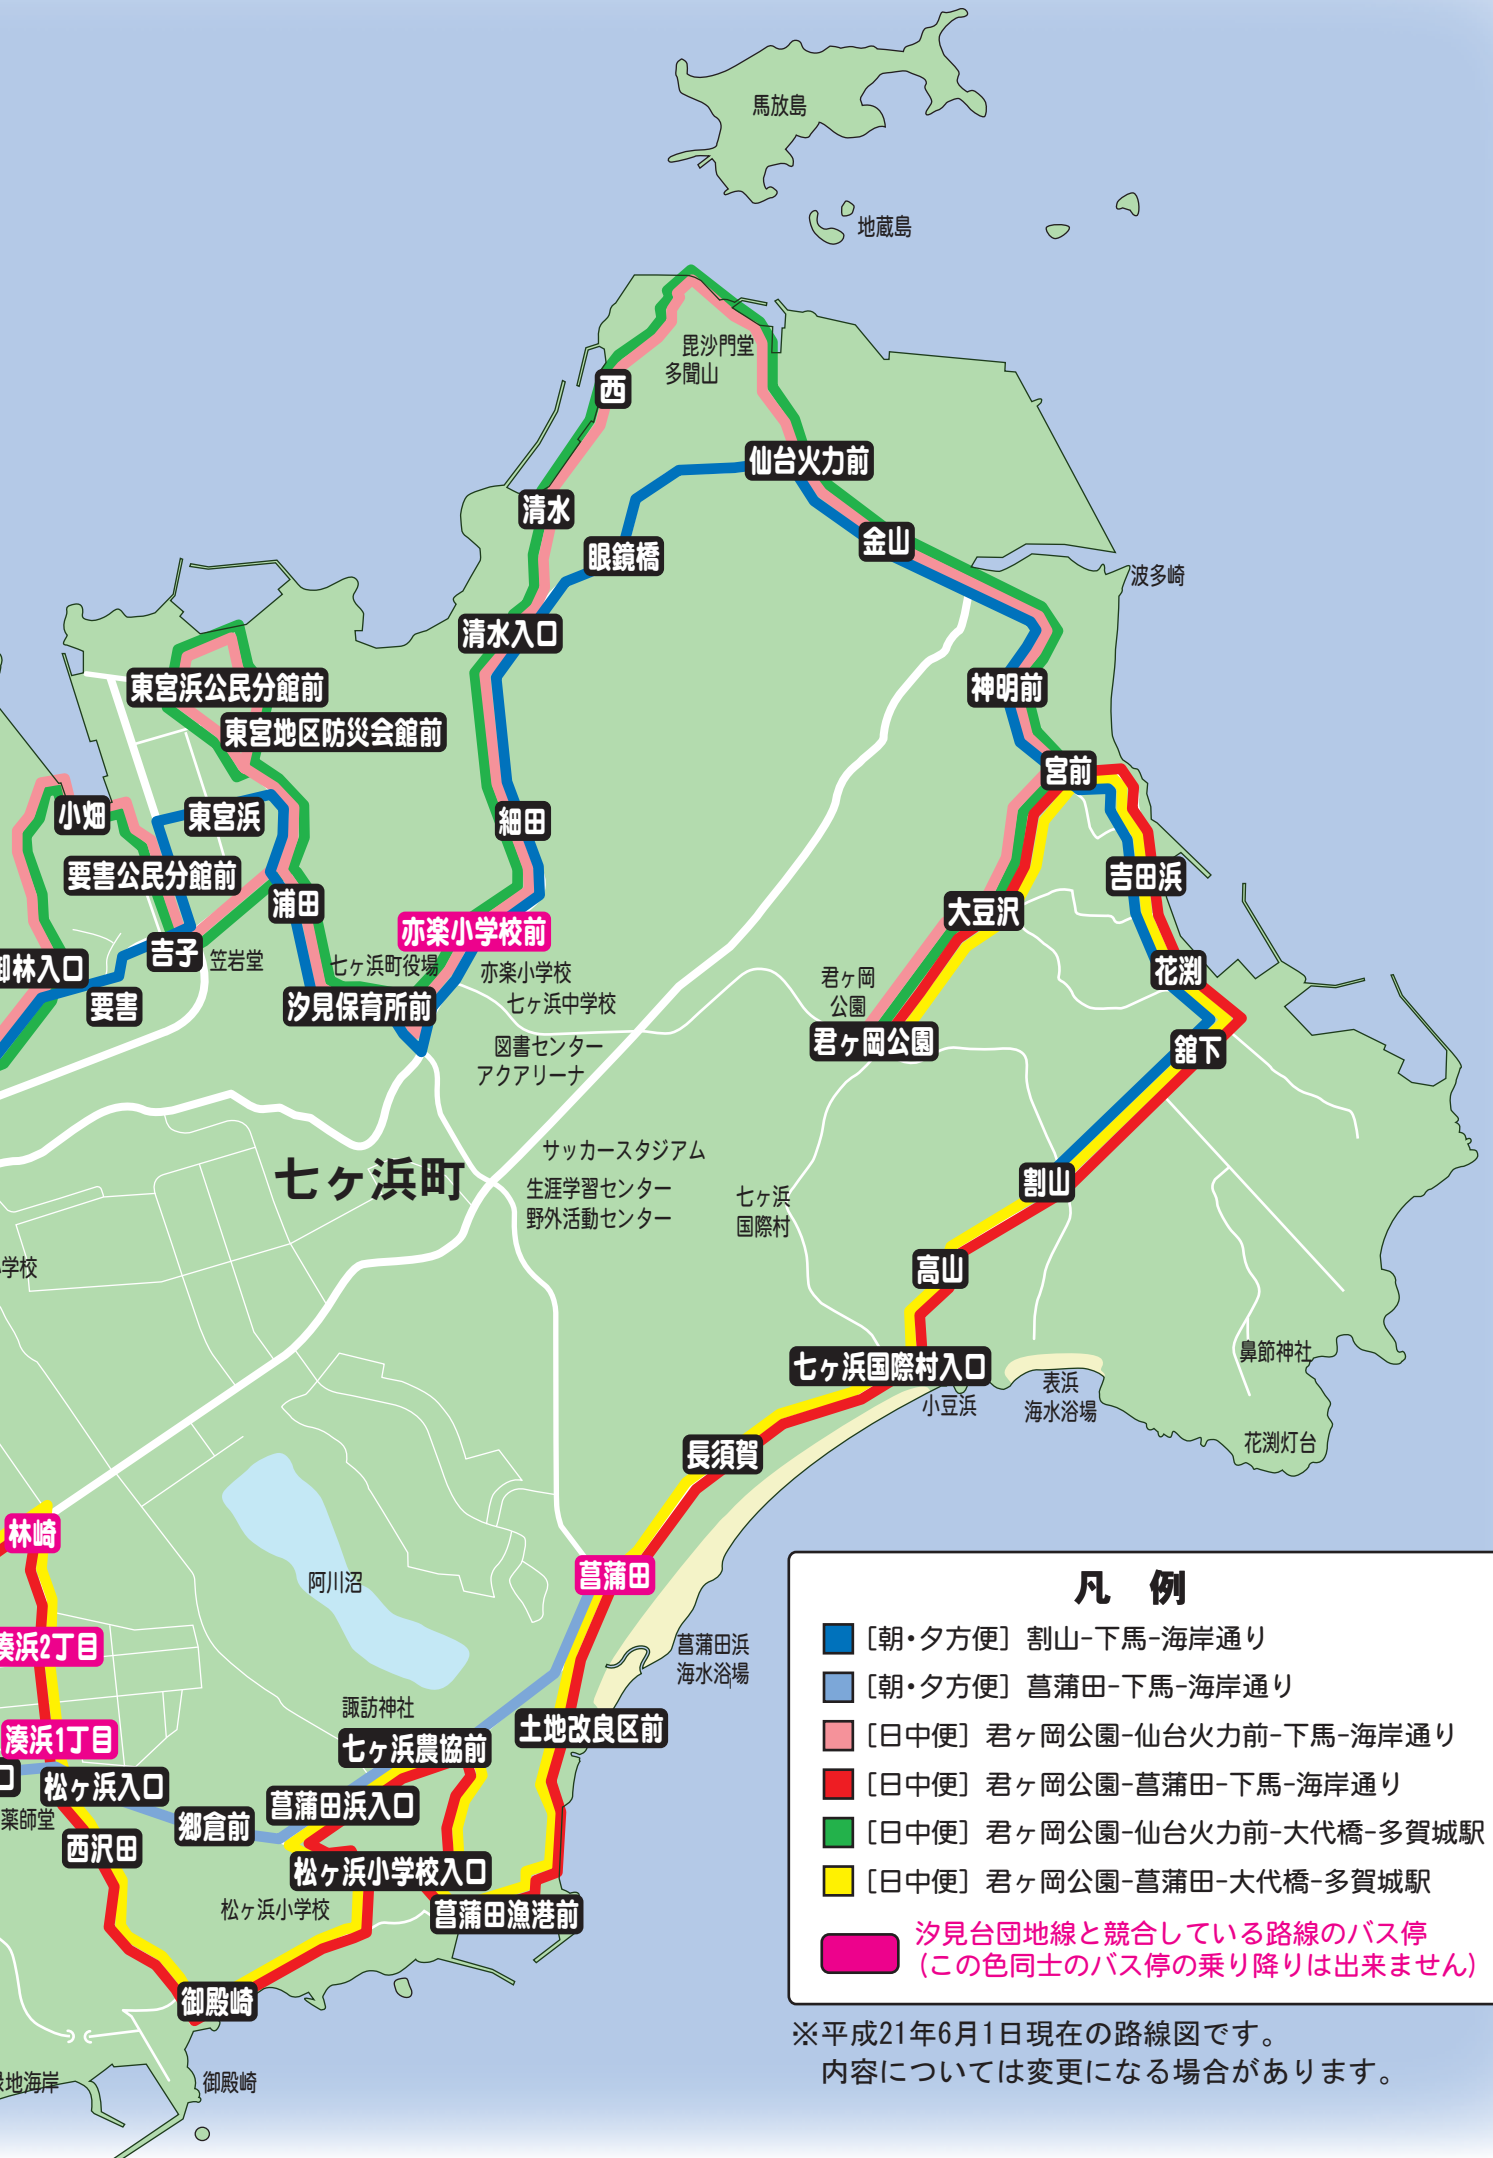 馬放島
地蔵島
毘沙門堂
多聞山
西
仙台火力前
清水
眼鏡橋
金山
波多崎
清水入口
神明前
東宮浜公民分館前
東宮地区防災会館前
宮前
小畑
東宮浜
細田
要害公民分館前
吉田浜
浦田
大豆沢
亦楽小学校前
吉子
笠岩堂
七ヶ浜町役場
亦楽小学校
七ヶ浜中学校
花渕
御林入口
要害
汐見保育所前
君ヶ岡
公園
君ヶ岡公園
図書センター
アクアリーナ
舘下
サッカースタジアム
七ヶ浜町
生涯学習センター
野外活動センター
七ヶ浜
国際村
割山
学校
高山
七ヶ浜国際村入口
鼻節神社
小豆浜
表浜
海水浴場
花渕灯台
長須賀
林崎
阿川沼
菖蒲田
湊浜2丁目
菖蒲田浜
海水浴場
諏訪神社
土地改良区前
湊浜1丁目
七ヶ浜農協前
口
松ヶ浜入口
菖蒲田浜入口
薬師堂
郷倉前
西沢田
松ヶ浜小学校入口
松ヶ浜小学校
菖蒲田漁港前
御殿崎
地海岸
御殿崎
凡 例
［朝・夕方便］割山-下馬-海岸通り
［朝・夕方便］菖蒲田-下馬-海岸通り
［日中便］君ヶ岡公園-仙台火力前-下馬-海岸通り
［日中便］君ヶ岡公園-菖蒲田-下馬-海岸通り
［日中便］君ヶ岡公園-仙台火力前-大代橋-多賀城駅
［日中便］君ヶ岡公園-菖蒲田-大代橋-多賀城駅
汐見台団地線と競合している路線のバス停
(この色同士のバス停の乗り降りは出来ません)
※平成21年6月1日現在の路線図です。
内容については変更になる場合があります。